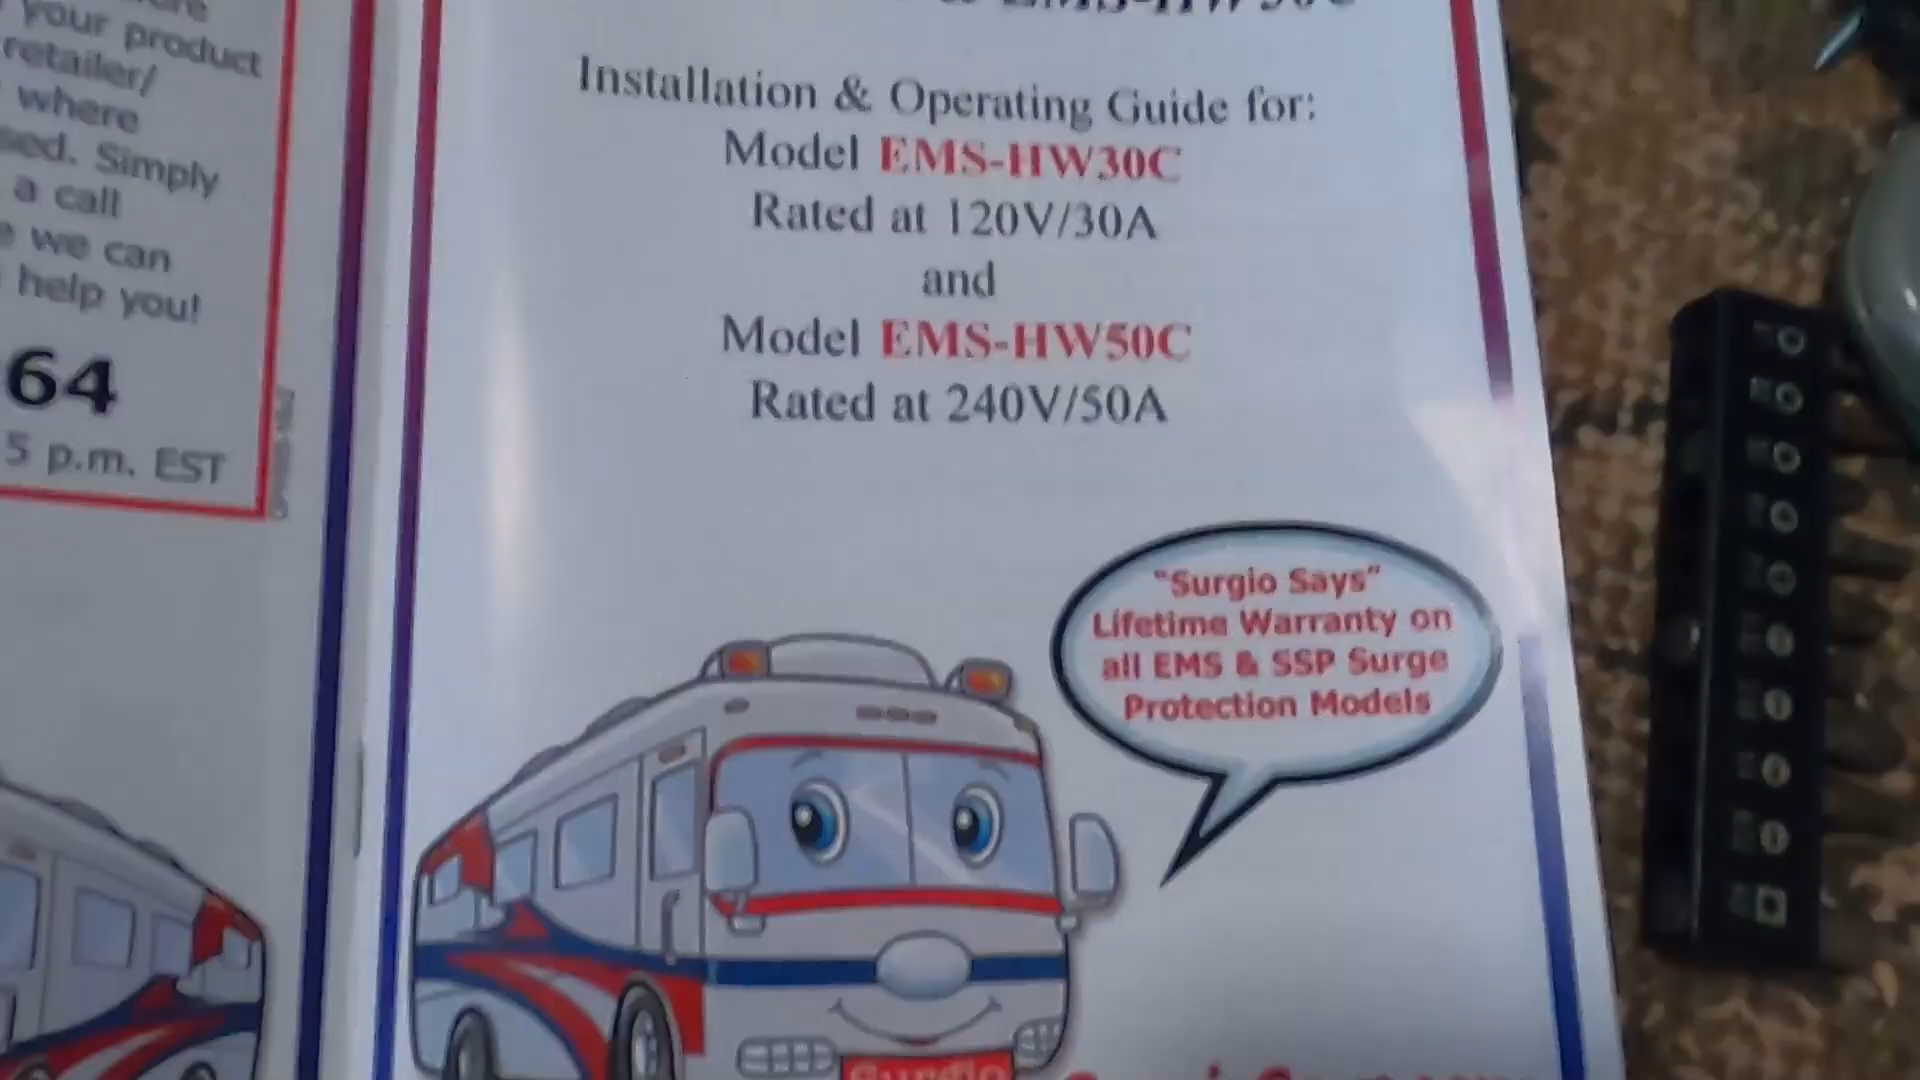 your product
retailer/
where
Simply
a call
we can
help you!
64
5 p.m. EST
Installation & Operating Guide for:
Model EMS-HW30C
Rated at 120V/30A
and
Model EMS-HW50C
Rated at 240V/50A
"Surgio Says"
Lifetime Warranty on
all EMS & SSP Surge
Protection Models
Surgio